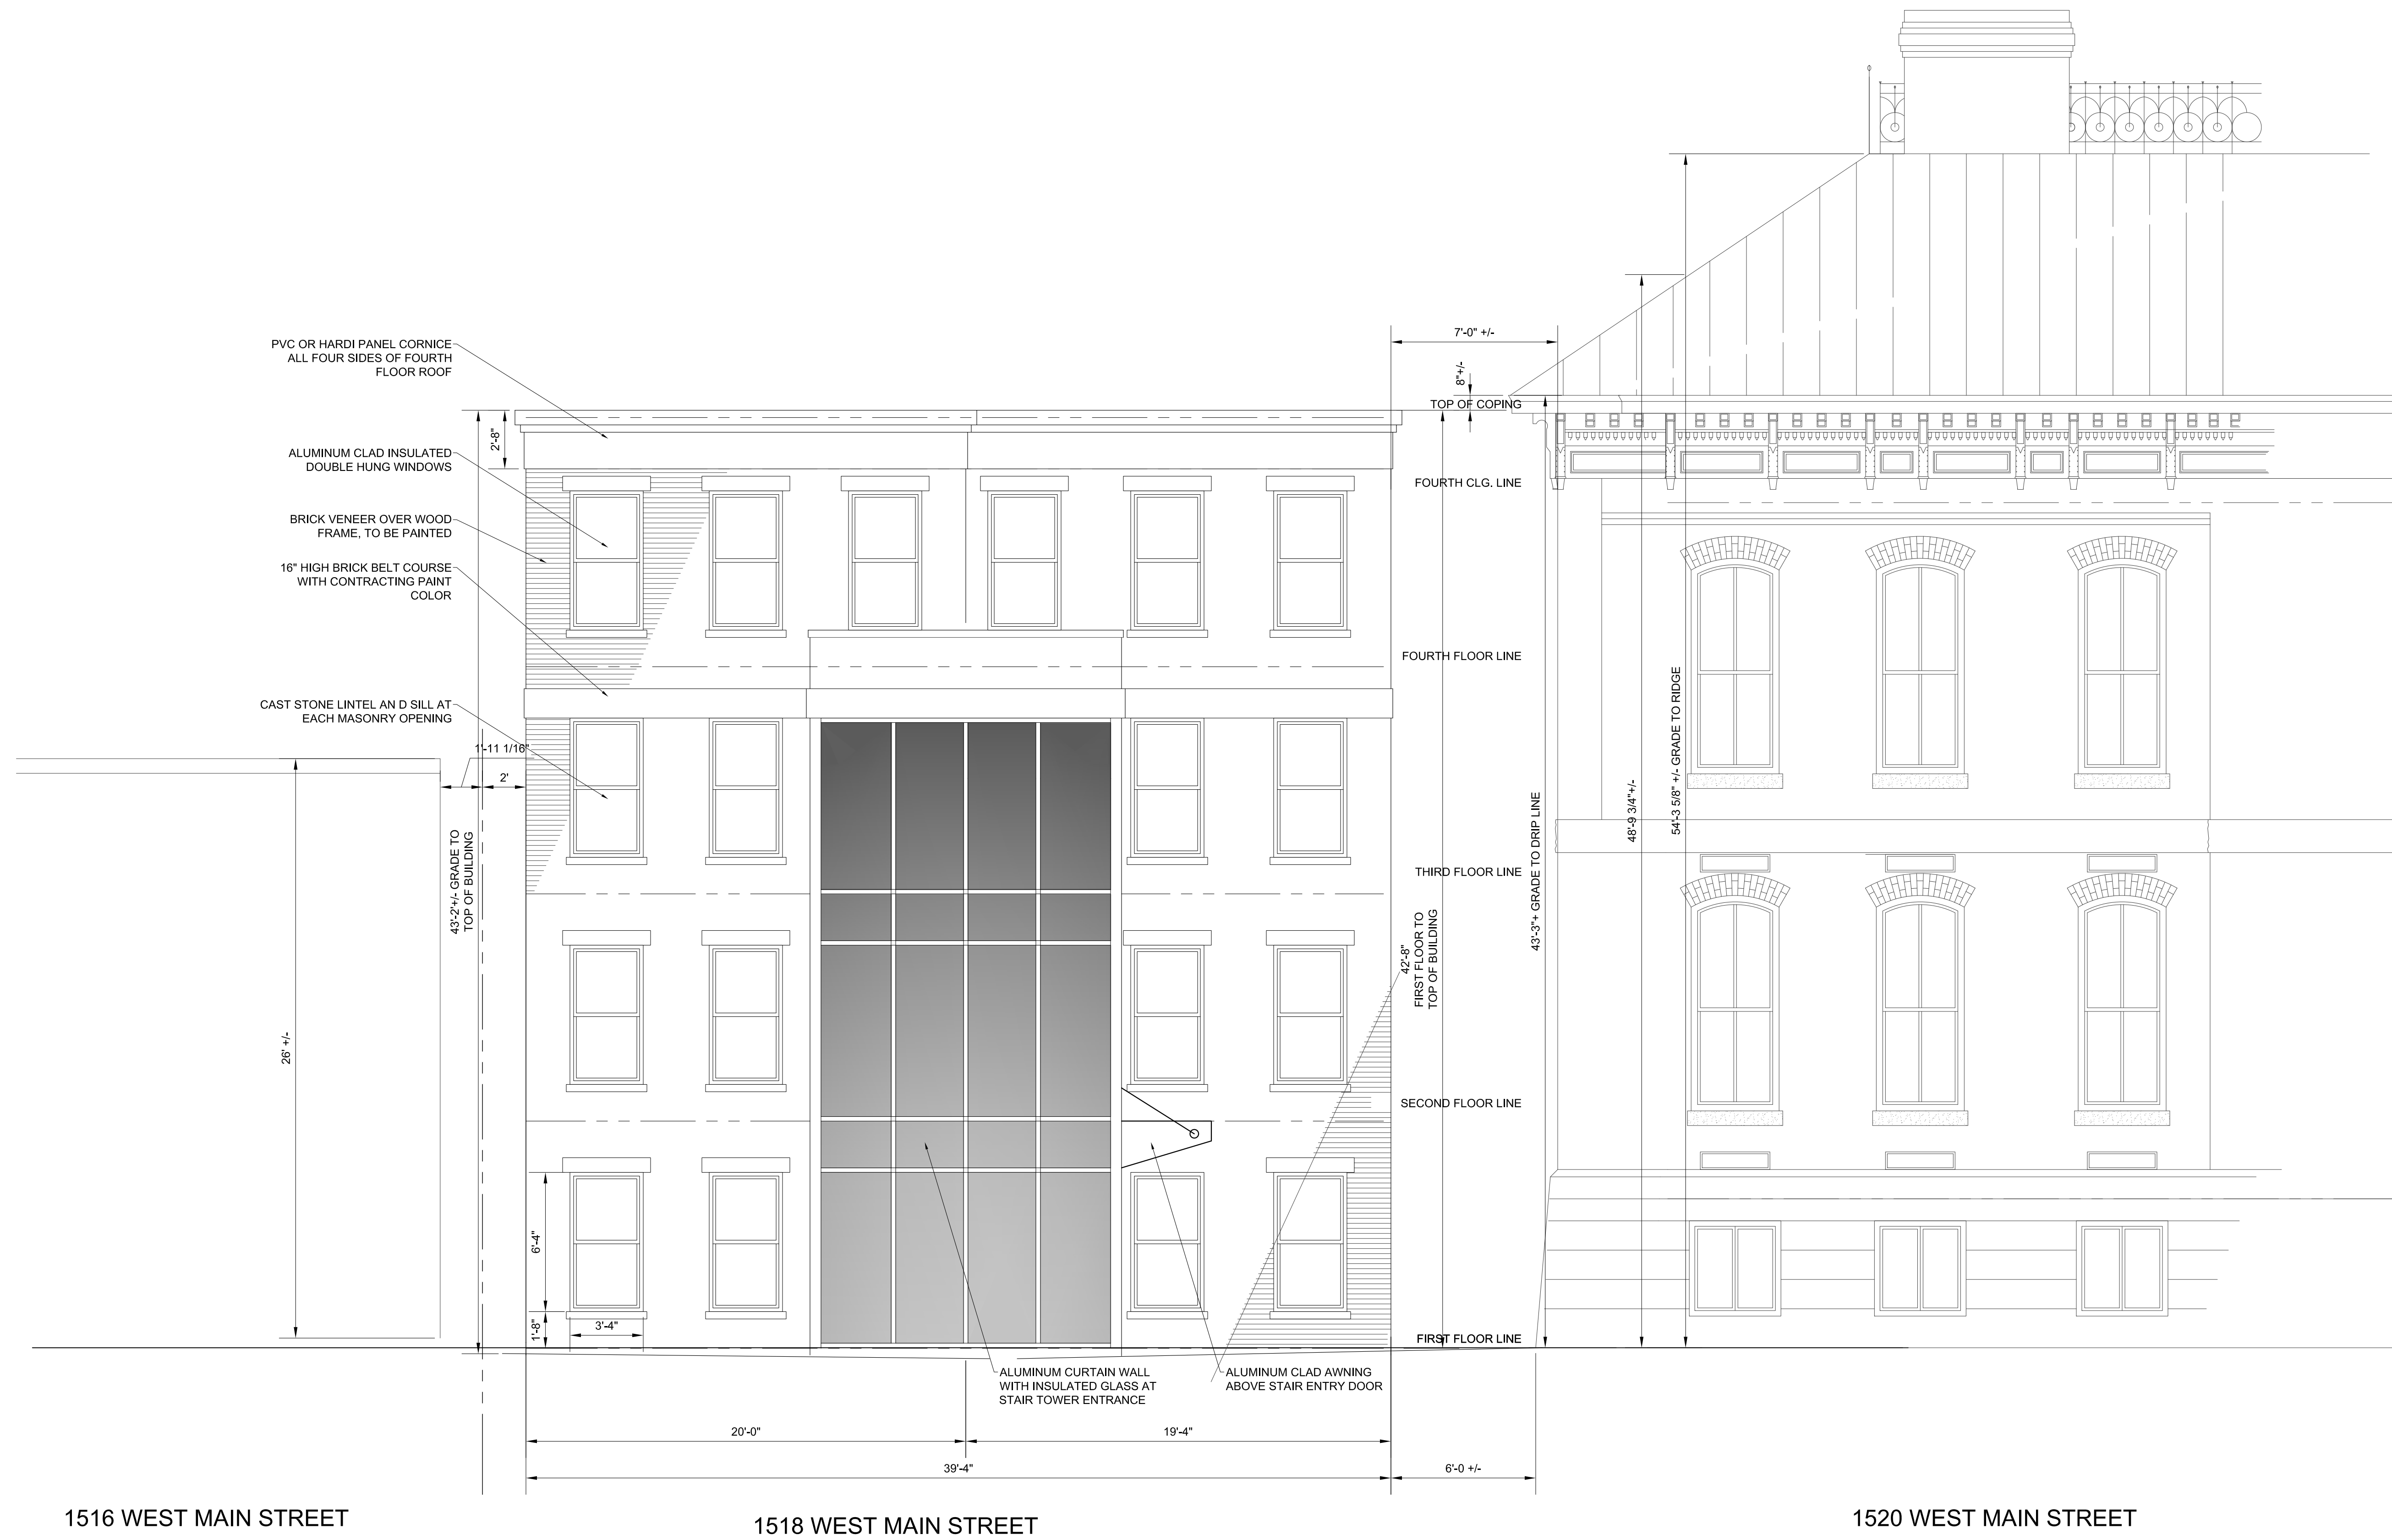 7'-0" +/-
PVC OR HARDI PANEL CORNICE
ALL FOUR SIDES OF FOURTH
FLOOR ROOF
8"+/-
TOP OF COPING
2'-8"
ALUMINUM CLAD INSULATED
DOUBLE HUNG WINDOWS
FOURTH CLG. LINE
BRICK VENEER OVER WOOD
FRAME, TO BE PAINTED
16" HIGH BRICK BELT COURSE
WITH CONTRACTING PAINT
COLOR
FOURTH FLOOR LINE
CAST STONE LINTEL AN D SILL AT
EACH MASONRY OPENING
1'-11 1/16"
2'
43'-2'+/- GRADE TO
TOP OF BUILDING
26' +/-
THIRD FLOOR LINE
42'-8"
FIRST FLOOR TO
TOP OF BUILDING
43'-3"+ GRADE TO DRIP LINE
48'-9 3/4"+/-
54'-3 5/8" +/- GRADE TO RIDGE
SECOND FLOOR LINE
6'-4"
1'-8"
3'-4"
FIRST FLOOR LINE
ALUMINUM CURTAIN WALL
WITH INSULATED GLASS AT
STAIR TOWER ENTRANCE
ALUMINUM CLAD AWNING
ABOVE STAIR ENTRY DOOR
20'-0"
19'-4"
39'-4"
6'-0 +/-
1516 WEST MAIN STREET
1518 WEST MAIN STREET
1520 WEST MAIN STREET